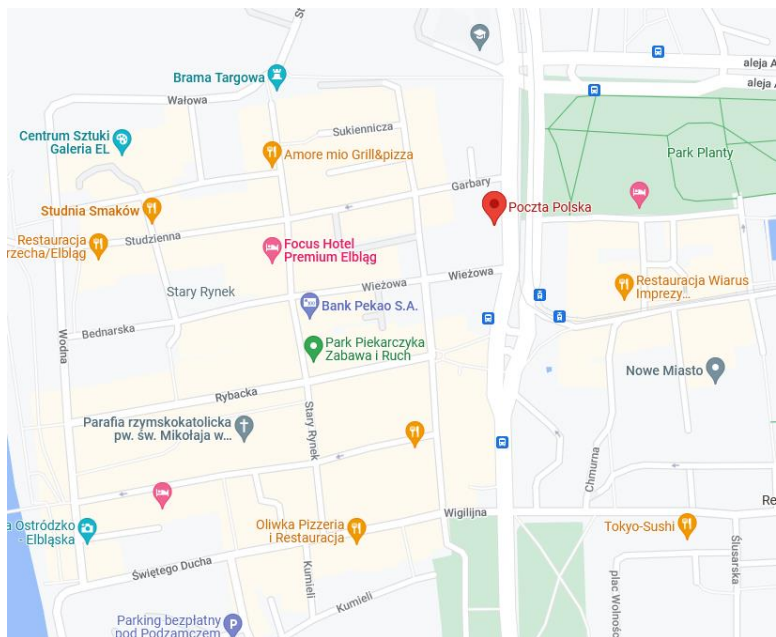 aleja A
Brama Targowa
Wałowa
aleja A
Sukiennicza
Centrum Sztuki
Galeria EL
Amore mio Grill&pizza
Park Planty
Garbary
Studnia Smaków
Poczta Polska
Restauracja
rzecha/Elbląg
Studzienna
Focus Hotel
Premium Elbląg
Wieżowa
Wieżowa
Restauracja Wiarus
Imprezy...
Stary Rynek
Bank Pekao S.A.
Bednarska
Wodna
Park Piekarczyka
Zabawa i Ruch
Nowe Miasto
Rybacka
Stary Rynek
Parafia rzymskokatolicka
pw. św. Mikołaja w...
Chmurna
Re
a Ostródzko
- Elbląska
Oliwka Pizzeria
i Restauracja
Wigilijna
Tokyo-Sushi
Ślusarska
Świętego Ducha
Kumieli
Kumieli
plac Wolnośc
Parking bezpłatny
pod Podzamczem
P